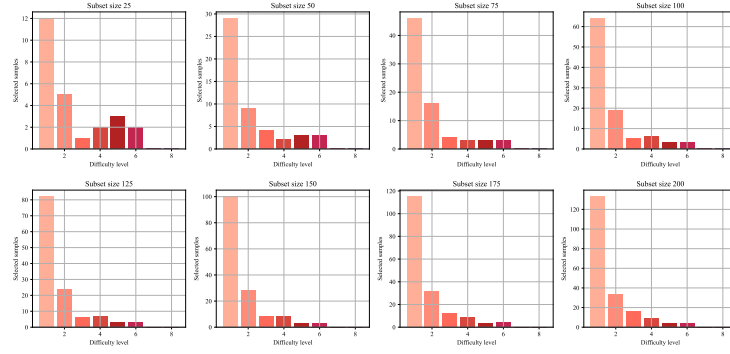 Subset size 25
Selected samples
12
10
8
6
4
2
0
2 4 6 8
Difficulty level
Subset size 50
Selected samples
30
25
20
15
10
5
0
2 4 6 8
Difficulty level
Subset size 75
Selected samples
40
30
20
10
0
2 4 6 8
Difficulty level
Subset size 100
Selected samples
60
50
40
30
20
10
0
2 4 6 8
Difficulty level
Subset size 125
Selected samples
80
70
60
50
40
30
20
10
0
2 4 6 8
Difficulty level
Subset size 150
Selected samples
100
80
60
40
20
0
2 4 6 8
Difficulty level
Subset size 175
Selected samples
120
100
80
60
40
20
0
2 4 6 8
Difficulty level
Subset size 200
Selected samples
120
100
80
60
40
20
0
2 4 6 8
Difficulty level